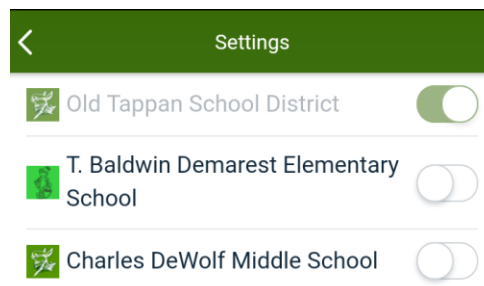 Settings
Old Tappan School District
T. Baldwin Demarest Elementary
School
Charles DeWolf Middle School